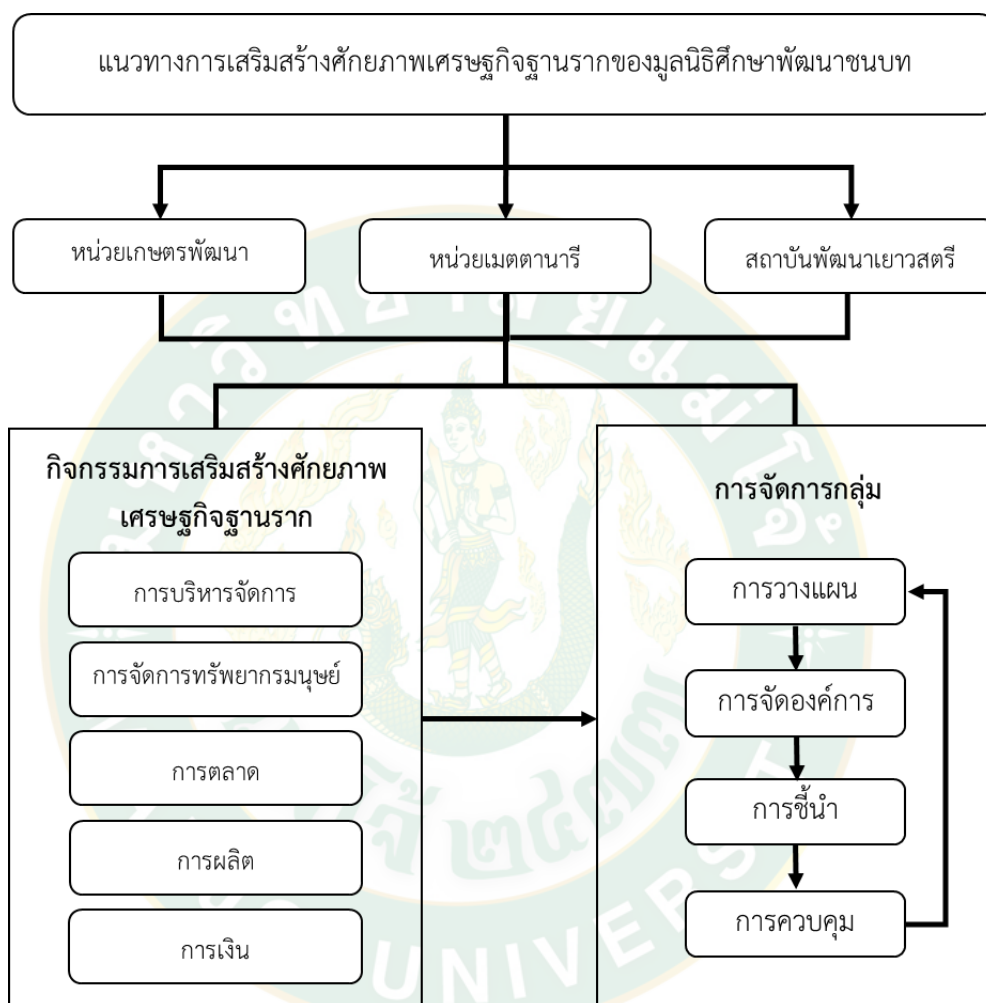 แนวทางการเสริมสร้างศักยภาพเศรษฐกิจฐานรากของมูลนิธิศึกษาพัฒนาชนบท
หน่วยเกษตรพัฒนา
หน่วยเมตตานารี
สถาบันพัฒนาเยาวสตรี
กิจกรรมการเสริมสร้างศักยภาพ
เศรษฐกิจฐานราก
การบริหารจัดการ
การจัดการทรัพยากรมนุษย์
การตลาด
การผลิต
การเงิน
การจัดการกลุ่ม
การวางแผน
การจัดองค์การ
การชี้นำ
การควบคุม
๒๔๗๗
UNIVERSIT